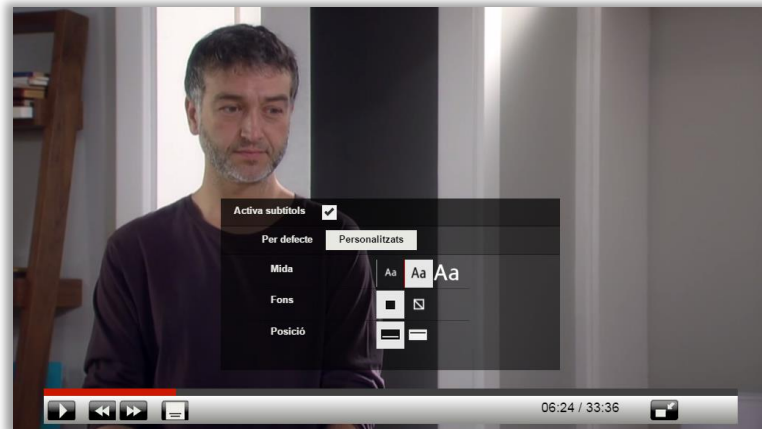 Activa subtítols
Per defecte Personalitzats
Mida Aa Aa Aa
Fons
Posició
06:24 / 33:36